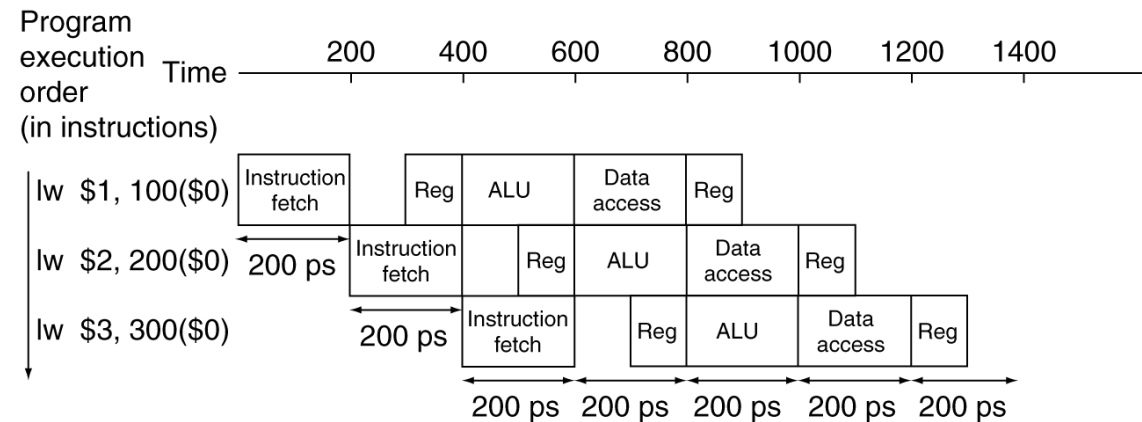 Program
execution
order
(in instructions)
Time
200 400 600 800 1000 1200 1400
lw $1, 100($0)
Instruction
fetch
Reg
ALU
Data
access
Reg
200 ps
lw $2, 200($0)
Instruction
fetch
Reg
ALU
Data
access
Reg
200 ps
lw $3, 300($0)
Instruction
fetch
Reg
ALU
Data
access
Reg
200 ps 200 ps 200 ps 200 ps 200 ps